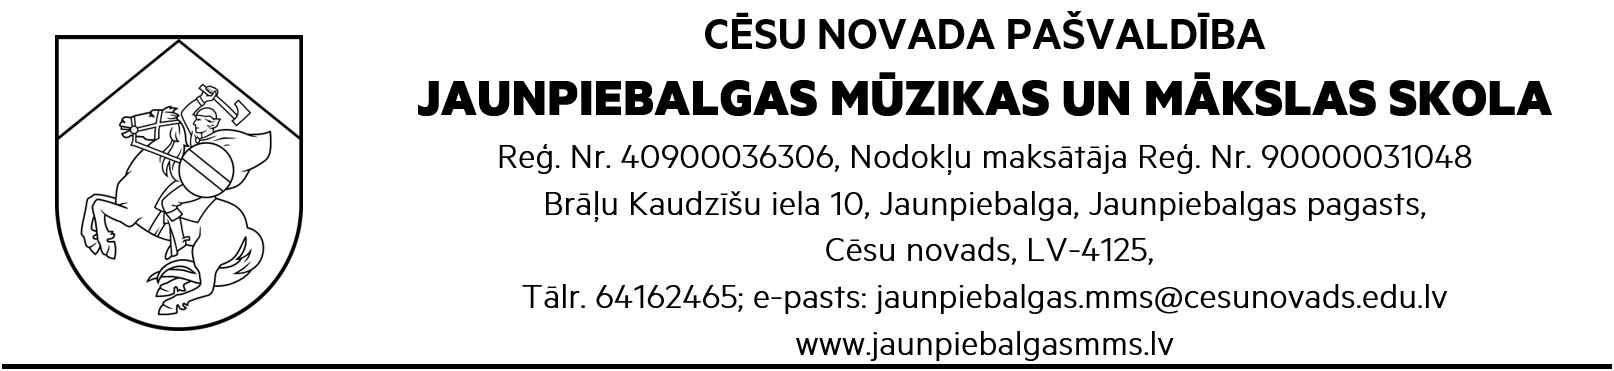 CĒSU NOVADA PAŠVALDĪBA
JAUNPIEBALGAS MŪZIKAS UN MĀKSLAS SKOLA
Reģ. Nr. 40900036306, Nodokļu maksātāja Reģ. Nr. 90000031048
Brāļu Kaudzīšu iela 10, Jaunpiebalga, Jaunpiebalgas pagasts,
Cēsu novads, LV-4125,
Tālr. 64162465; e-pasts: jaunpiebalgas.mms@cesunovads.edu.lv
www.jaunpiebalgasmms.lv